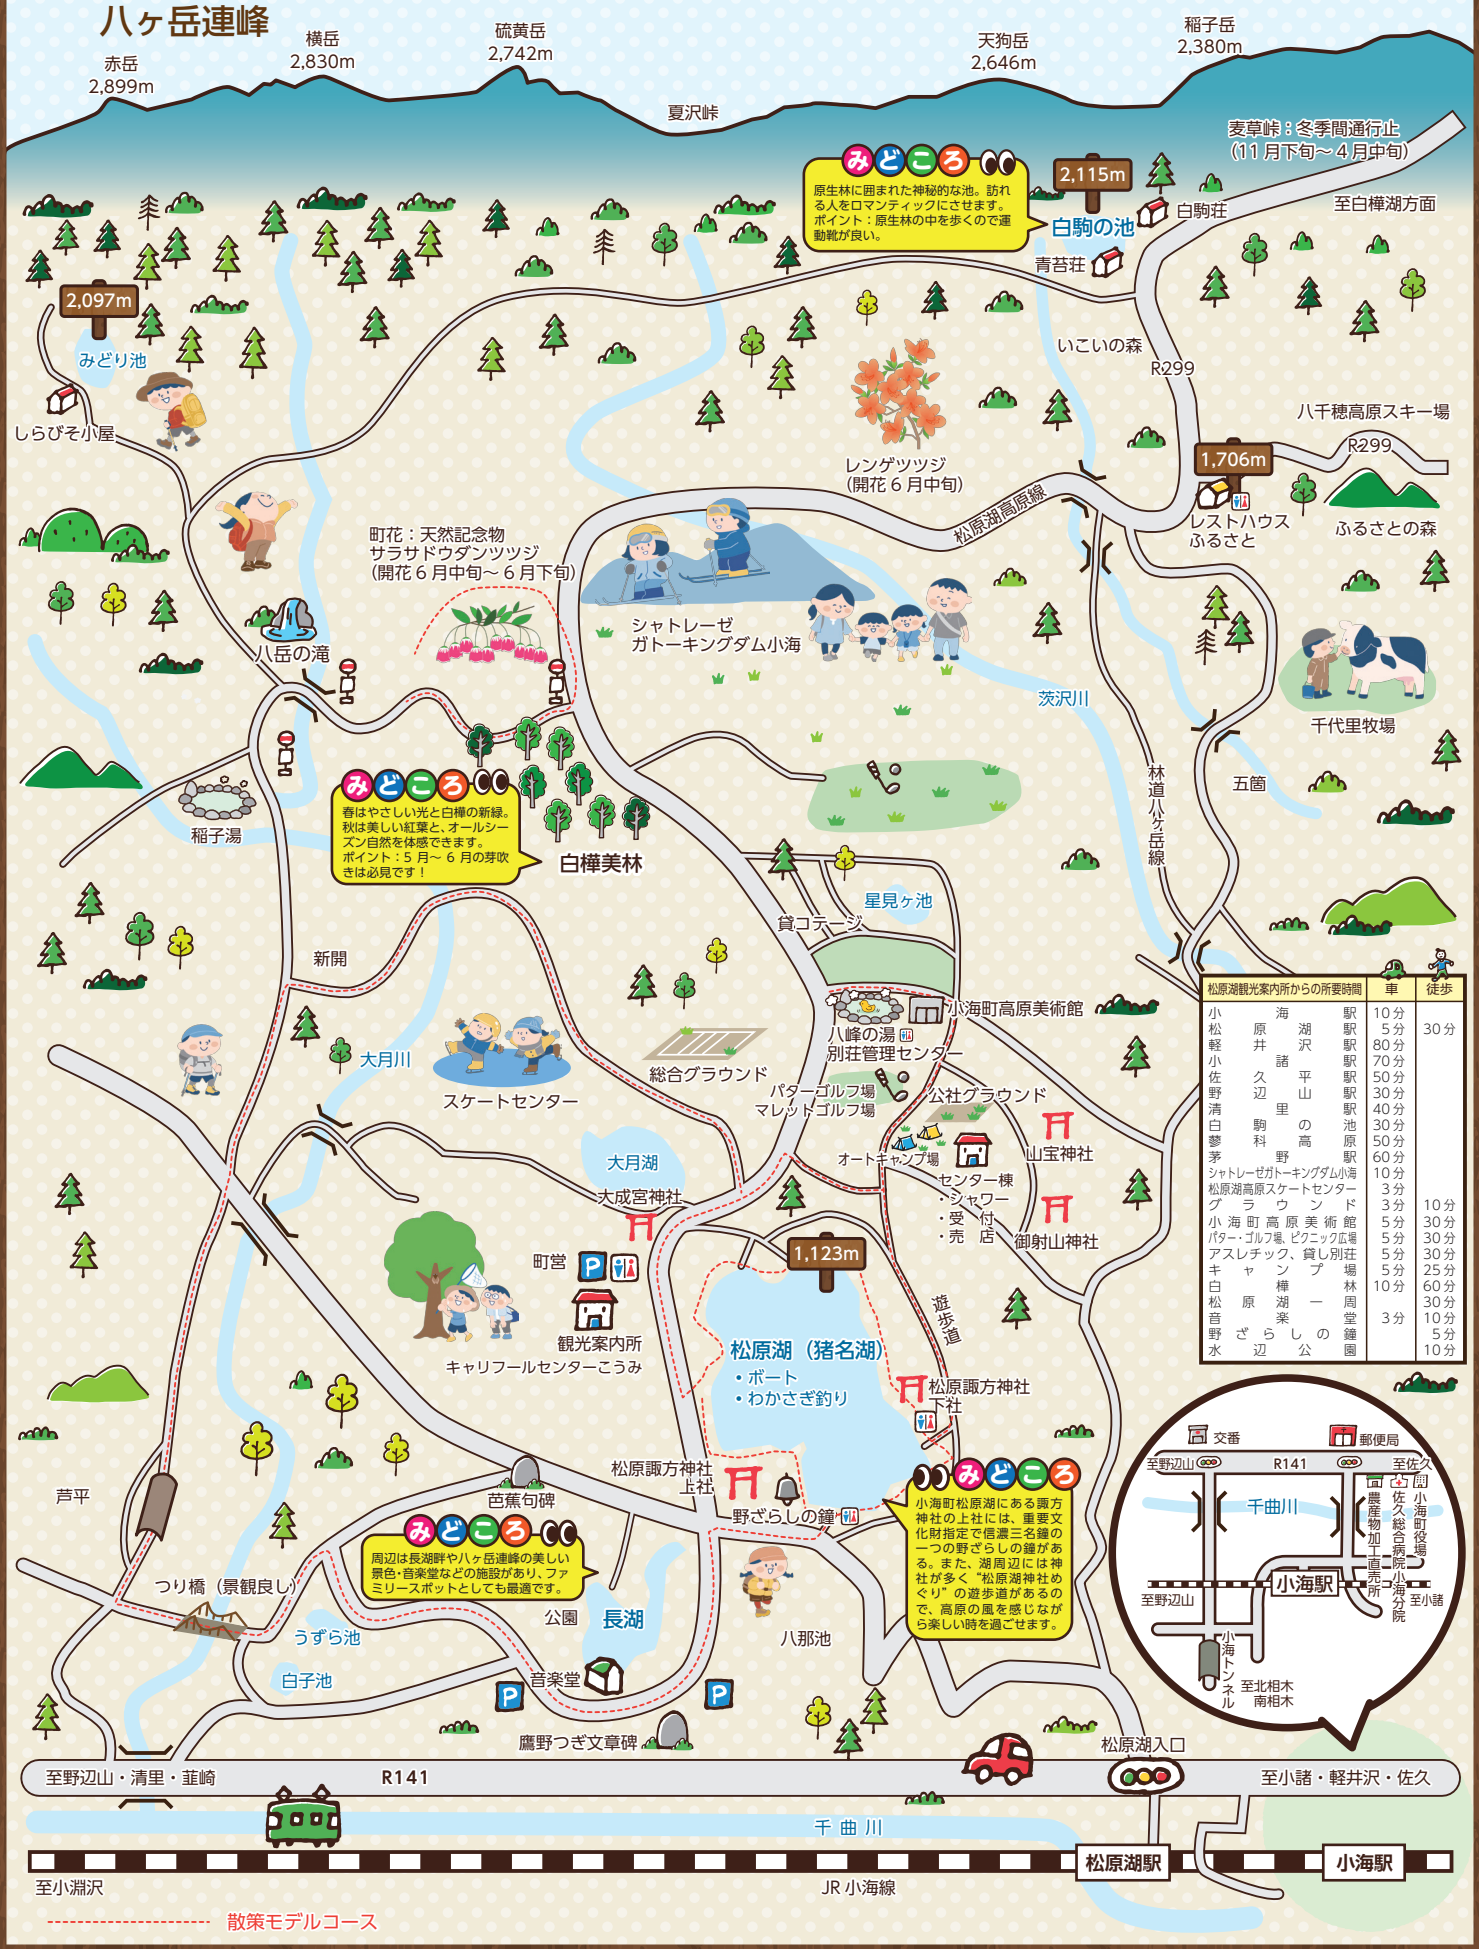 八ヶ岳連峰
赤岳
2,899m
横岳
2,830m
硫黄岳
2,742m
夏沢峠
天狗岳
2,646m
稲子岳
2,380m
麦草峠：冬季間通行止
（11月下旬～4月中旬）
至白樺湖方面
みどころ
原生林に囲まれた神秘的な池。訪れ
る人をロマンティックにさせます。
ポイント：原生林の中を歩くので運
動靴が良い。
2,115m
白駒の池
白駒荘
青苔荘
2,097m
みどり池
しらびそ小屋
いこいの森
R299
八千穂高原スキー場
R299
1,706m
レストハウス
ふるさと
ふるさとの森
レンゲツツジ
（開花6月中旬）
松原湖高原線
町花：天然記念物
サラサドウダンツツジ
（開花6月中旬～6月下旬）
シャトレーゼ
ガトーキングダム小海
八岳の滝
茨沢川
千代里牧場
五箇
林道八ヶ岳線
稲子湯
みどころ
春はやさしい光と白樺の新緑。
秋は美しい紅葉と、オールシー
ズン自然を体感できます。
ポイント：5月～6月の芽吹
きは必見です！
白樺美林
星見ヶ池
貸コテージ
新開
小海町高原美術館
八峰の湯
別荘管理センター
大月川
スケートセンター
総合グラウンド
パターゴルフ場
マレットゴルフ場
公社グラウンド
オートキャンプ場
センター棟
・シャワー
・受　付
・売　店
山宝神社
御射山神社
大月湖
大成宮神社
町営
P
観光案内所
キャリフールセンターこうみ
1,123m
松原湖（猪名湖）
・ボート
・わかさぎ釣り
遊歩道
松原諏方神社
下社
松原諏方神社
上社
野ざらしの鐘
芭蕉句碑
芦平
みどころ
周辺は長湖畔や八ヶ岳連峰の美しい
景色・音楽堂などの施設があり、ファ
ミリースポットとしても最適です。
みどころ
小海町松原湖にある諏方
神社の上社には、重要文
化財指定で信濃三名鐘の
一つの野ざらしの鐘があ
る。また、湖周辺には神
社が多く“松原湖神社め
ぐり”の遊歩道があるの
で、高原の風を感じなが
ら楽しい時を過ごせます。
つり橋（景観良し）
うずら池
白子池
公園
長湖
音楽堂
P
P
八那池
鷹野つぎ文章碑
松原湖観光案内所からの所要時間 車 徒歩
小海駅 10分
松原湖駅 5分 30分
軽井沢駅 80分
小諸駅 70分
佐久平駅 50分
野辺山駅 30分
清里駅 40分
白駒の池 30分
蓼科高原 50分
茅野駅 60分
シャトレーゼガトーキングダム小海 10分
松原湖高原スケートセンター 3分
グラウンド 3分 10分
小海町高原美術館 5分 30分
パター・ゴルフ場、ピクニック広場 5分 30分
アスレチック、貸し別荘 5分 30分
キャンプ場 5分 25分
白樺林 10分 60分
松原湖一周 30分
音楽堂 3分 10分
野ざらしの鐘 5分
水辺公園 10分
交番
郵便局
至野辺山
R141
至佐久
千曲川
農産物加工直売所
佐久総合病院小海分院
小海町役場
小海駅
至野辺山
至小諸
小海トンネル
至北相木
南相木
松原湖入口
至野辺山・清里・韮崎
R141
至小諸・軽井沢・佐久
千曲川
松原湖駅
小海駅
至小淵沢
JR小海線
散策モデルコース